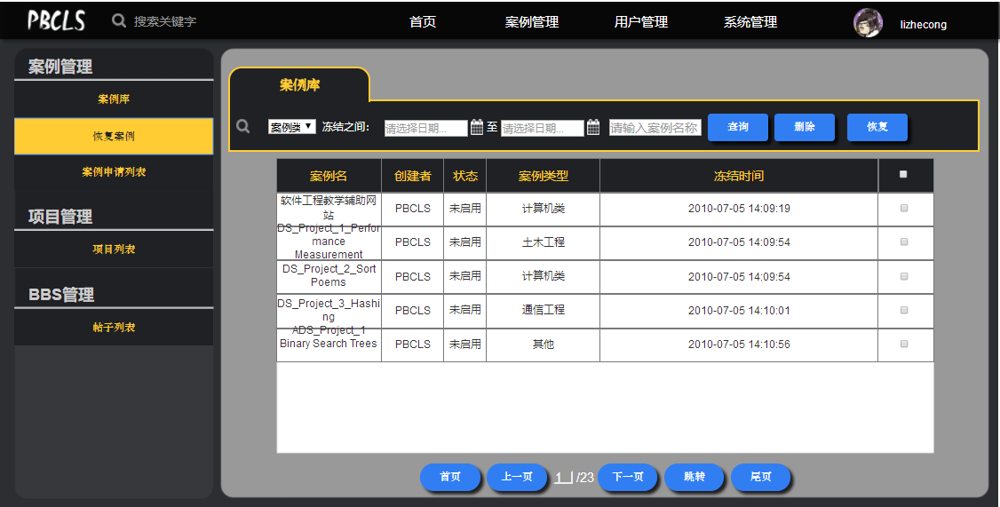 PBCLS 搜索关键字 首页 案例管理 用户管理 系统管理 lizhecong
案例管理
案例库
恢复案例
案例申请列表
项目管理
项目列表
BBS管理
帖子列表
案例库
案例类 冻结之间： 请选择日期... 至 请选择日期... 请输入案例名称 查询 删除 恢复
案例名 创建者 状态 案例类型 冻结时间
软件工程教学辅助网
站
PBCLS 未启用 计算机类 2010-07-05 14:09:19
DS_Project_1_Perfor
mance
Measurement
PBCLS 未启用 土木工程 2010-07-05 14:09:54
DS_Project_2_Sort
Poems
PBCLS 未启用 计算机类 2010-07-05 14:09:54
DS_Project_3_Hashi
ng
PBCLS 未启用 通信工程 2010-07-05 14:10:01
ADS_Project_1
Binary Search Trees
PBCLS 未启用 其他 2010-07-05 14:10:56
首页 上一页 1 /23 下一页 跳转 尾页